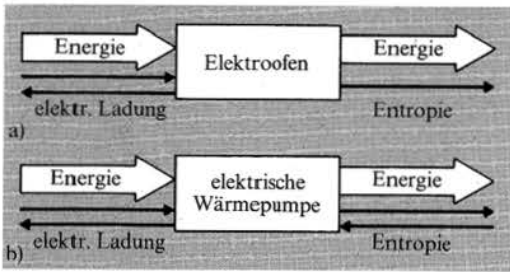 Energie
Elektroofen
Energie
elektr. Ladung
Entropie
a)
Energie
elektrische
Wärmepumpe
Energie
elektr. Ladung
Entropie
b)